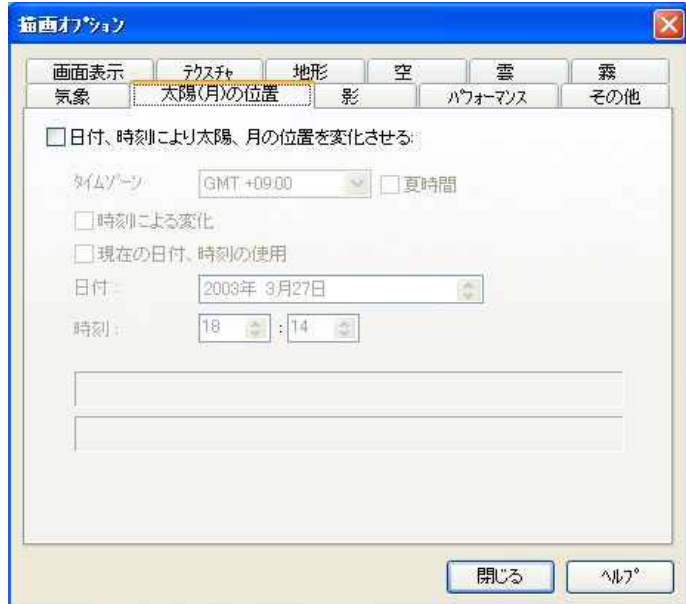 描画ｵﾌﾟｼｮﾝ
画面表示 ﾃｸｽﾁｬ 地形 空 雲 霧
気象 太陽(月)の位置 影 ﾊﾟﾌｫｰﾏﾝｽ その他
日付、時刻により太陽、月の位置を変化させる:
ﾀｲﾑｿﾞｰﾝ GMT +09:00 夏時間
時刻による変化
現在の日付、時刻の使用
日付: 2003年 3月27日
時刻: 18 : 14
閉じる ﾍﾙﾌﾟ